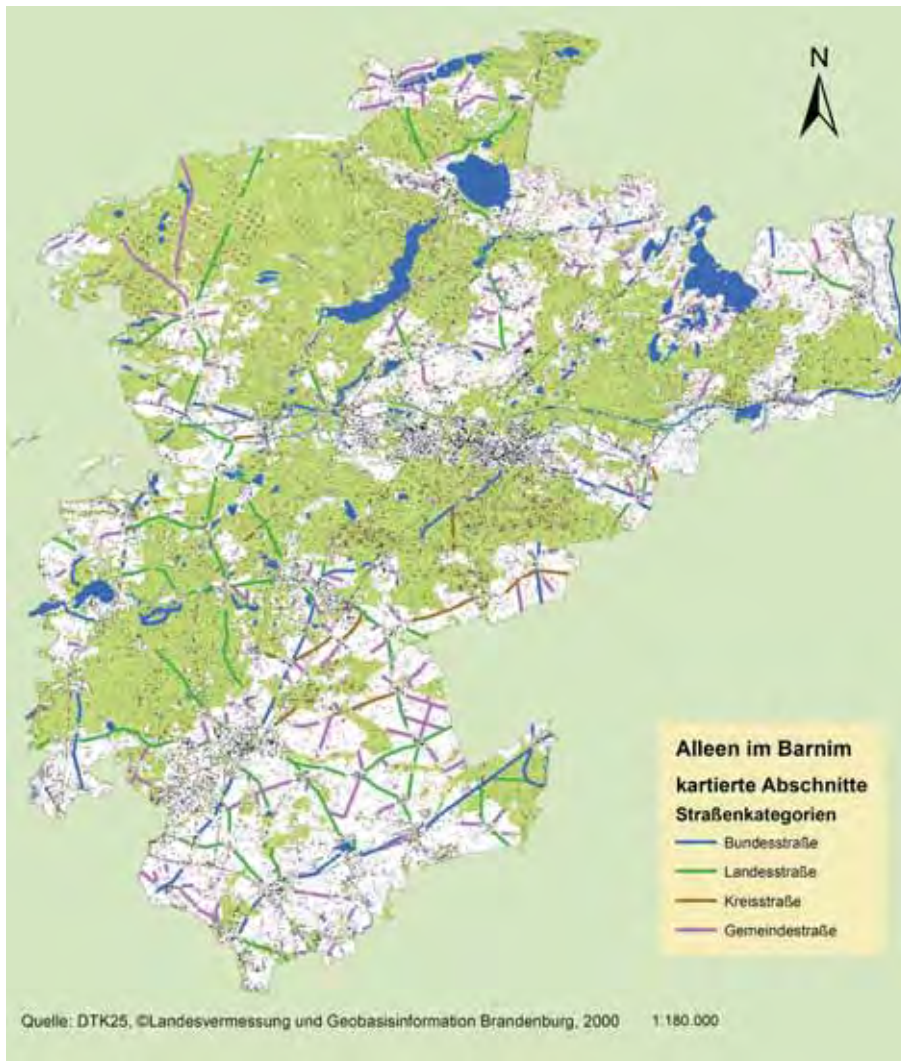 N
Alleen im Barnim
kartierte Abschnitte
Straßenkategorien
Bundesstraße
Landesstraße
Kreisstraße
Gemeindestraße
Quelle: DTK25, ©Landesvermessung und Geobasisinformation Brandenburg, 2000 1:180.000